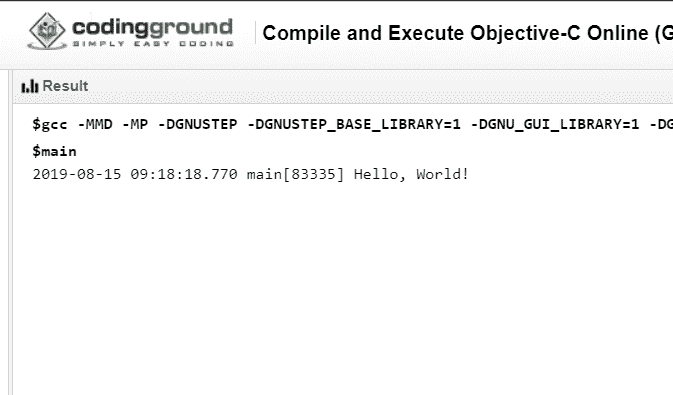 codingground
SIMPLY EASY CODING
Compile and Execute Objective-C Online (G
Result
$gcc -MMD -MP -DGNUSTEP -DGNUSTEP_BASE_LIBRARY=1 -DGNU_GUI_LIBRARY=1 -DG
$main
2019-08-15 09:18:18.770 main[83335] Hello, World!